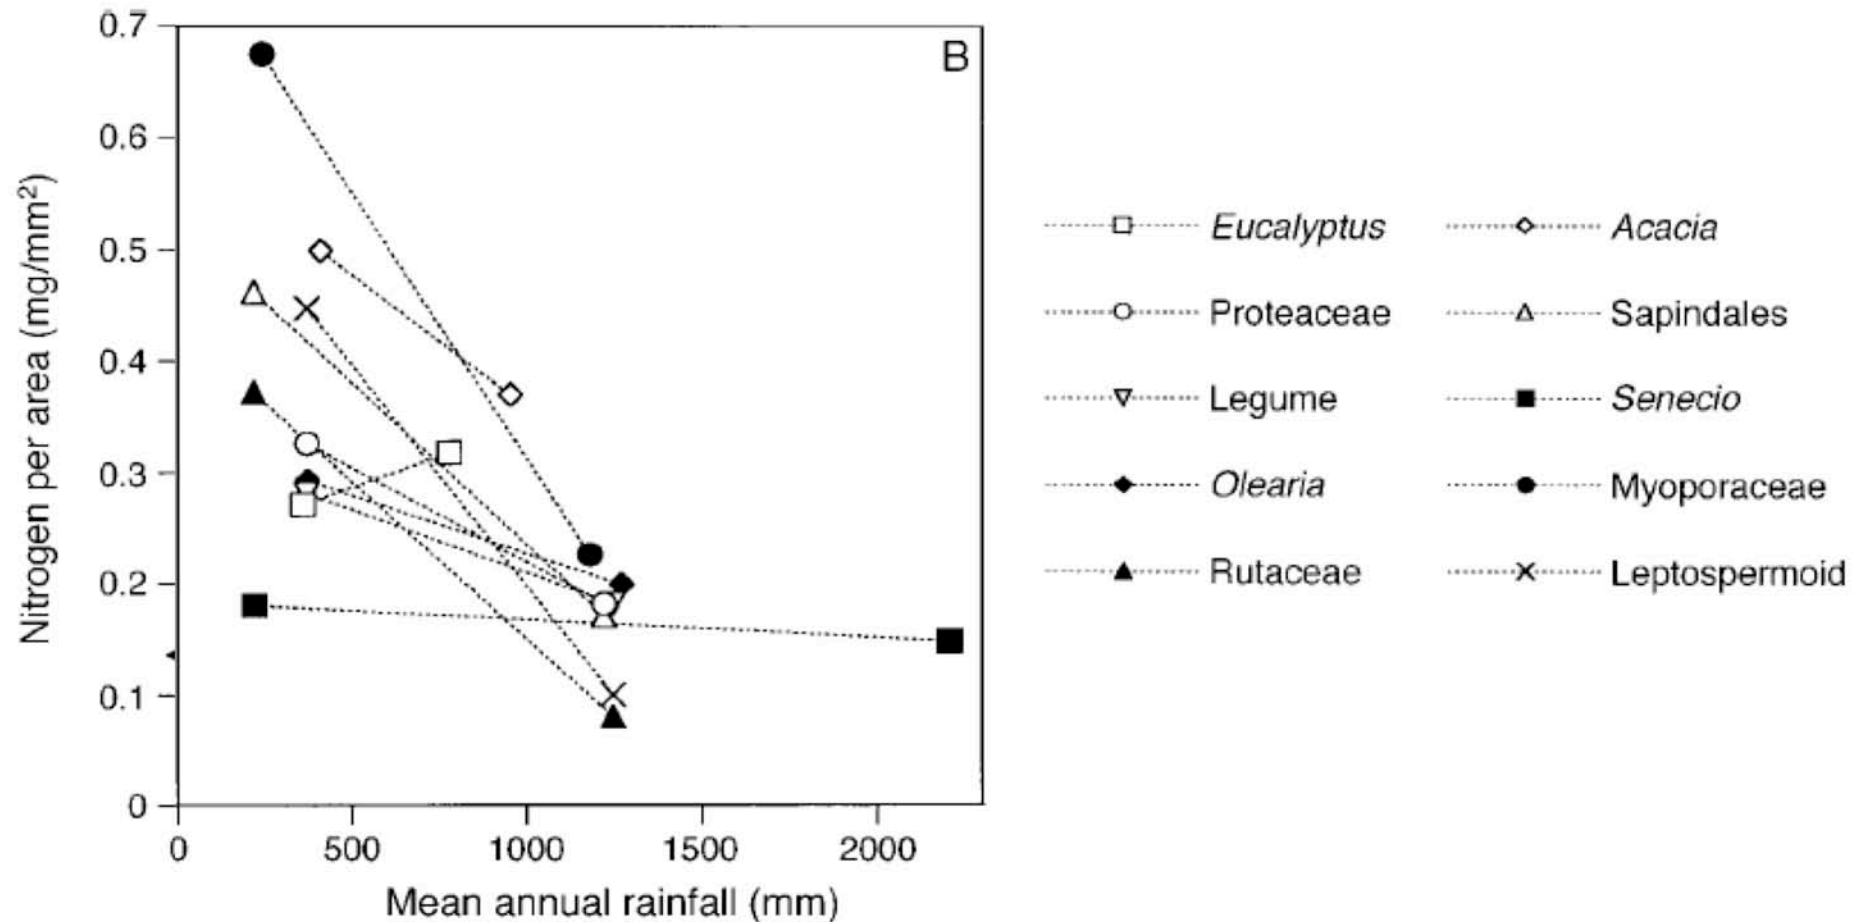 0.7
B
0.6
0.5
0.4
0.3
0.2
0.1
0
Nitrogen per area (mg/mm²)
0 500 1000 1500 2000
Mean annual rainfall (mm)
Eucalyptus Acacia
Proteaceae Sapindales
Legume Senecio
Olearia Myoporaceae
Rutaceae Leptospermoid